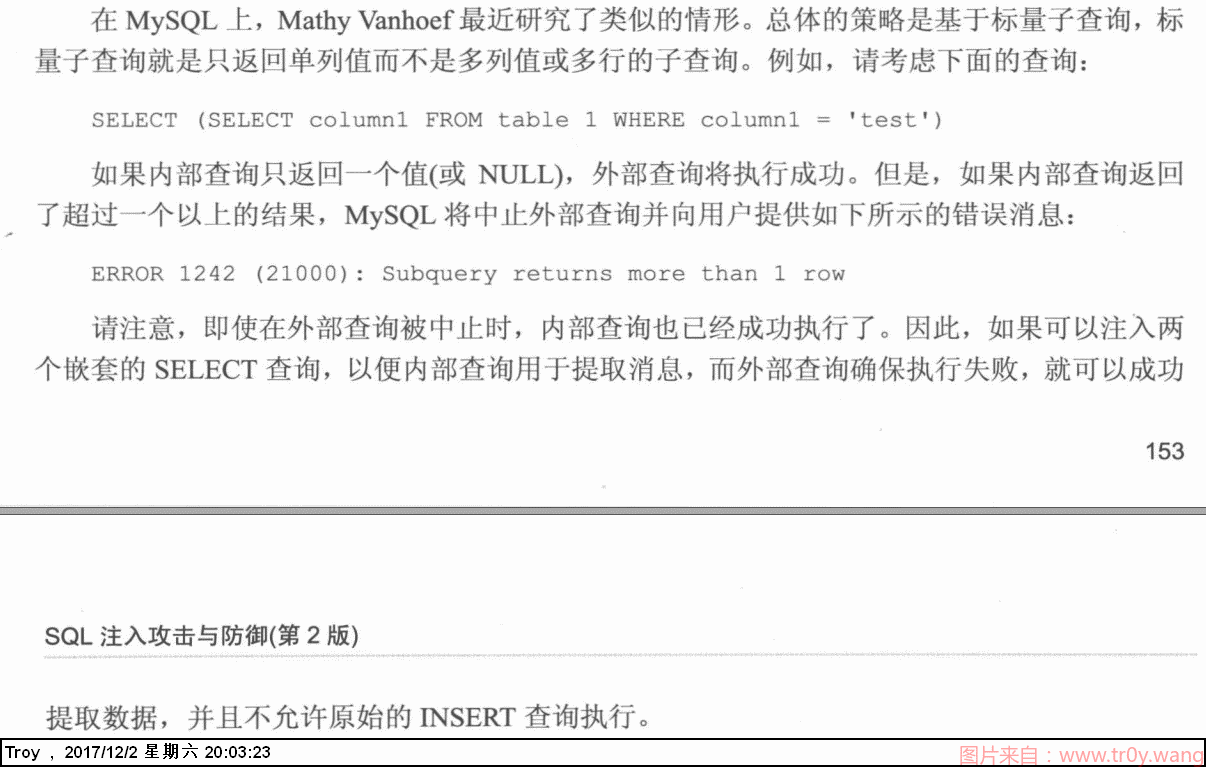 在 MySQL 上，Mathy Vanhoef 最近研究了类似的情形。总体的策略是基于标量子查询，标
量子查询就是只返回单列值而不是多列值或多行的子查询。例如，请考虑下面的查询：
SELECT (SELECT column1 FROM table 1 WHERE column1 = 'test')
如果内部查询只返回一个值(或 NULL)，外部查询将执行成功。但是，如果内部查询返回
了超过一个以上的结果，MySQL 将中止外部查询并向用户提供如下所示的错误消息：
ERROR 1242 (21000): Subquery returns more than 1 row
请注意，即使在外部查询被中止时，内部查询也已经成功执行了。因此，如果可以注入两
个嵌套的 SELECT 查询，以便内部查询用于提取消息，而外部查询确保执行失败，就可以成功
153
SQL 注入攻击与防御(第 2 版)
提取数据，并且不允许原始的 INSERT 查询执行。
Troy , 2017/12/2 星期六 20:03:23
图片来自：www.tr0y.wang